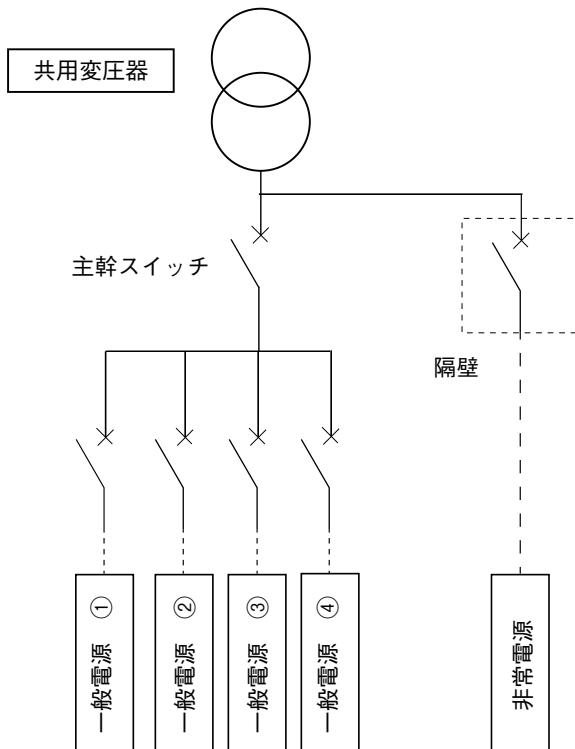 共用変圧器
主幹スイッチ
隔壁
一般電源 ①
一般電源 ②
一般電源 ③
一般電源 ④
非常電源